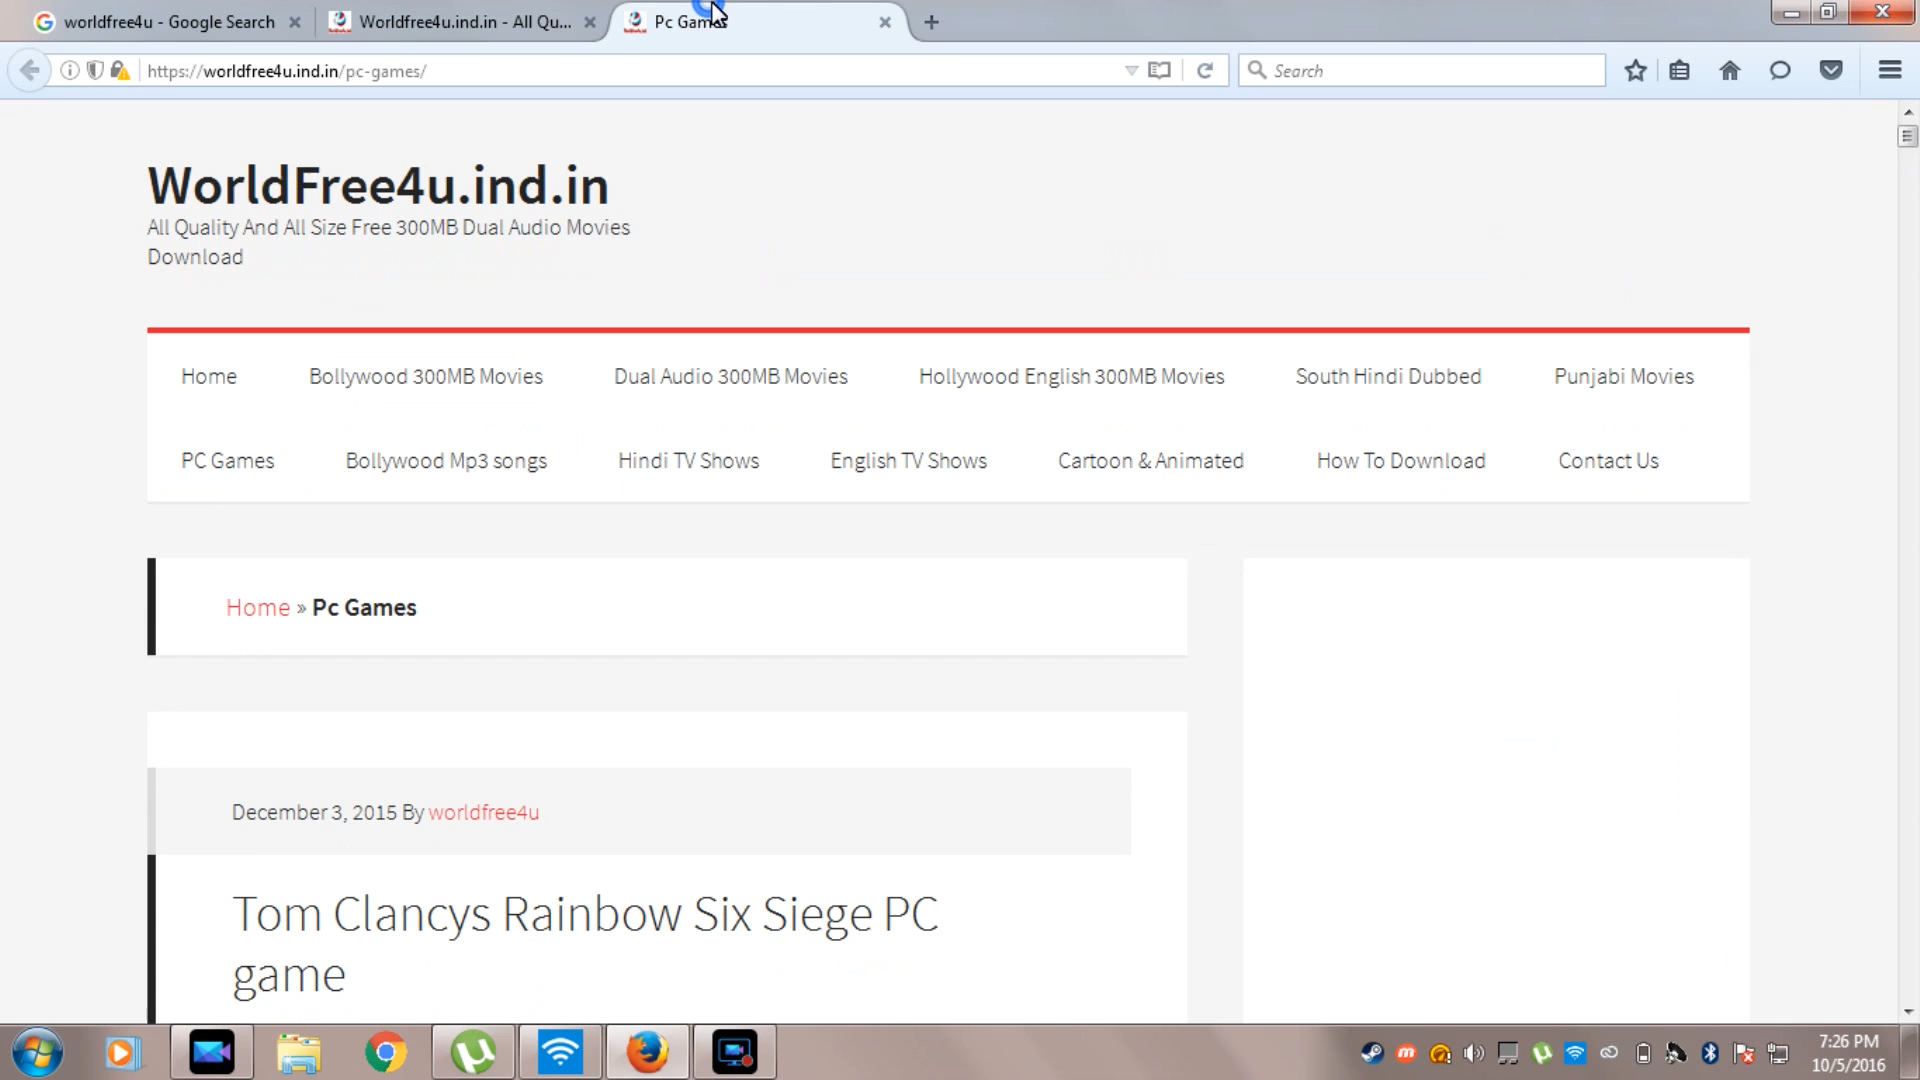 worldfree4u - Google Search
Worldfree4u.ind.in - All Qu...
https://worldfree4u.ind.in/pc-games/
Search
WorldFree4u.ind.in
All Quality And All Size Free 300MB Dual Audio Movies
Download
Home Bollywood 300MB Movies Dual Audio 300MB Movies Hollywood English 300MB Movies South Hindi Dubbed Punjabi Movies
PC Games Bollywood Mp3 songs Hindi TV Shows English TV Shows Cartoon & Animated How To Download Contact Us
Home » Pc Games
December 3, 2015 By worldfree4u
Tom Clancys Rainbow Six Siege PC
game
7:26 PM
10/5/2016